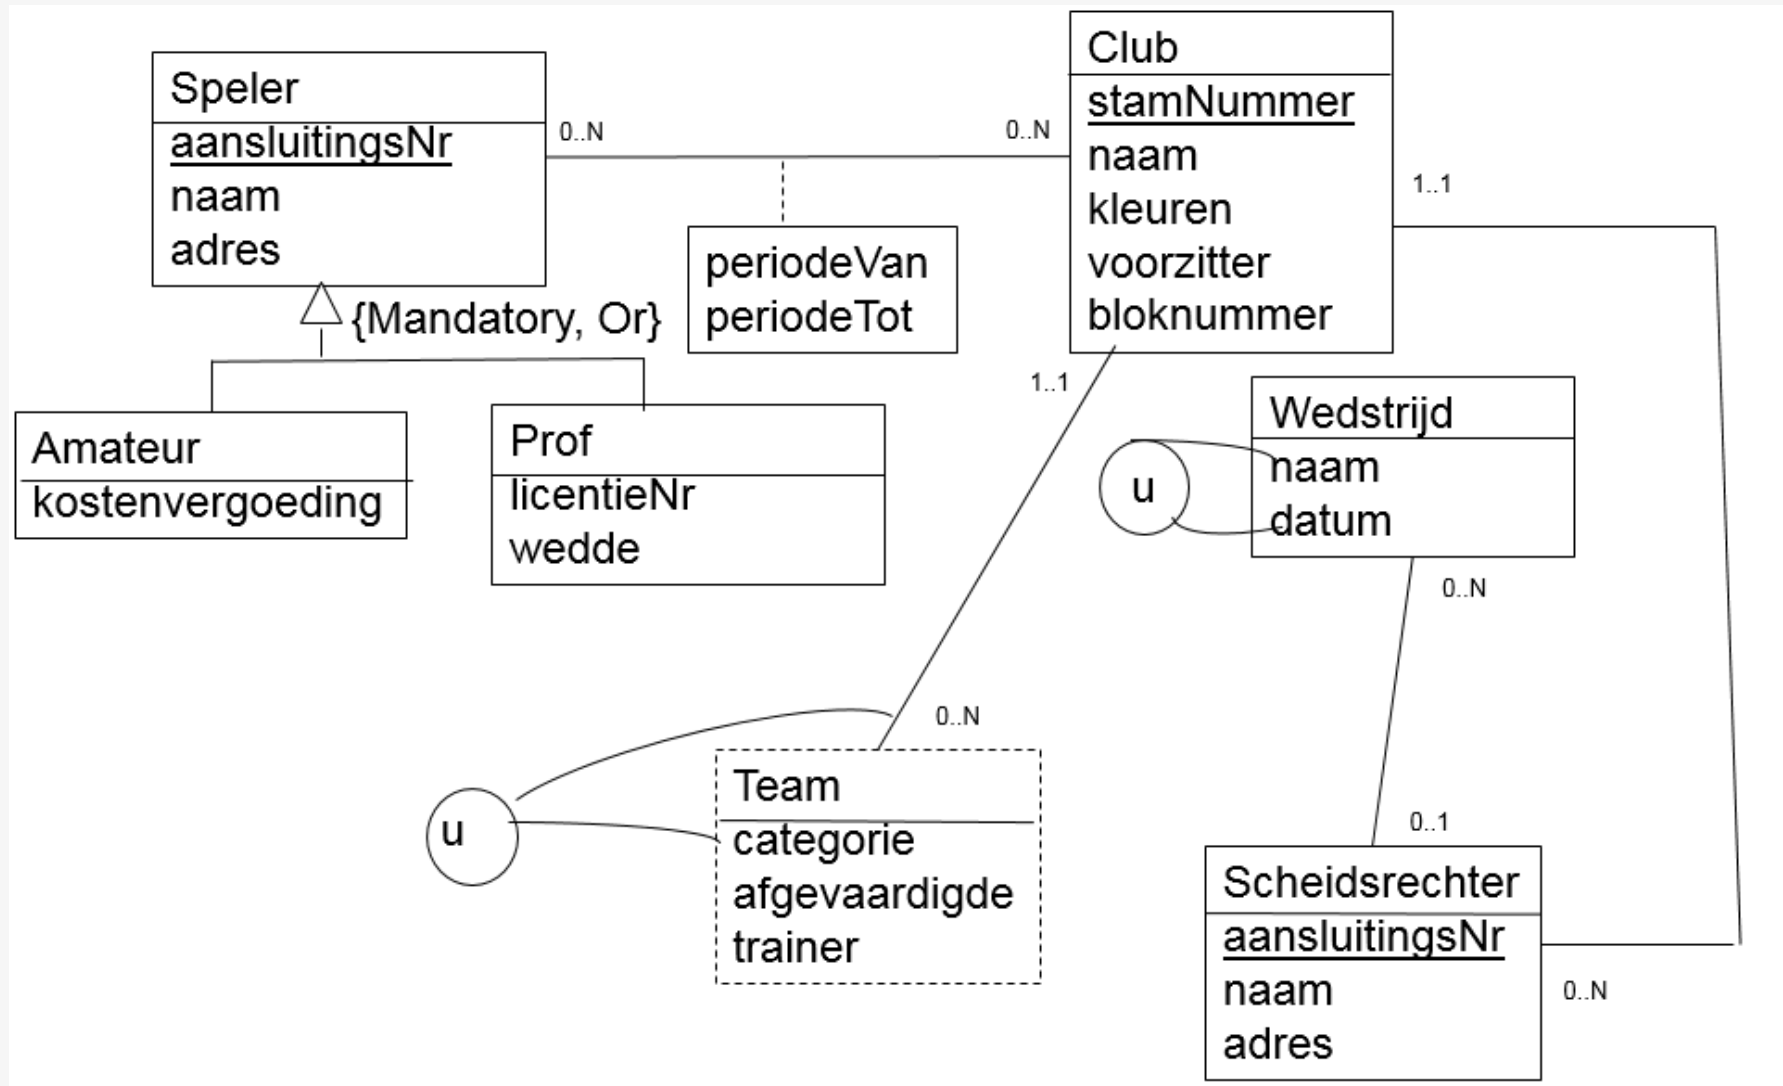 Speler
aansluitingsNr
naam
adres
0..N
0..N
Club
stamNummer
naam
kleuren
voorzitter
bloknummer
1..1
periodeVan
periodeTot
{Mandatory, Or}
Amateur
kostenvergoeding
Prof
licentieNr
wedde
1..1
Wedstrijd
naam
datum
u
0..N
0..N
u
Team
categorie
afgevaardigde
trainer
0..1
Scheidsrechter
aansluitingsNr
naam
adres
0..N